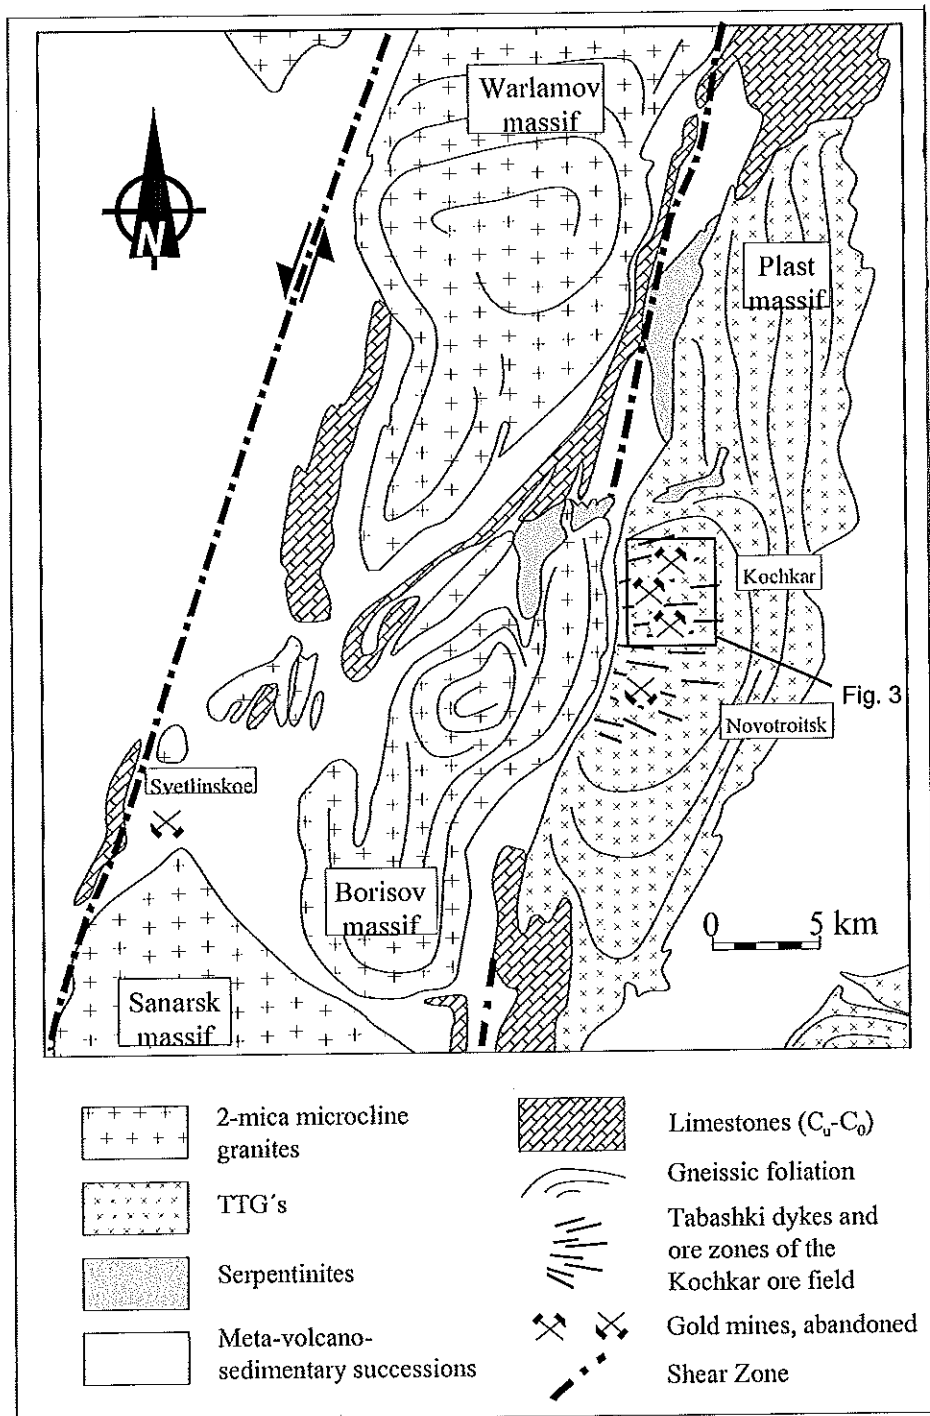 Warlamov
massif
N
Plast
massif
Kochkar
Fig. 3
Novotroitsk
Svetlinskoe
Borisov
massif
0 5 km
Sanarsk
massif
2-mica microcline
granites
TTG´s
Serpentinites
Meta-volcano-
sedimentary successions
Limestones (Cu-C0)
Gneissic foliation
Tabashki dykes and
ore zones of the
Kochkar ore field
Gold mines, abandoned
Shear Zone